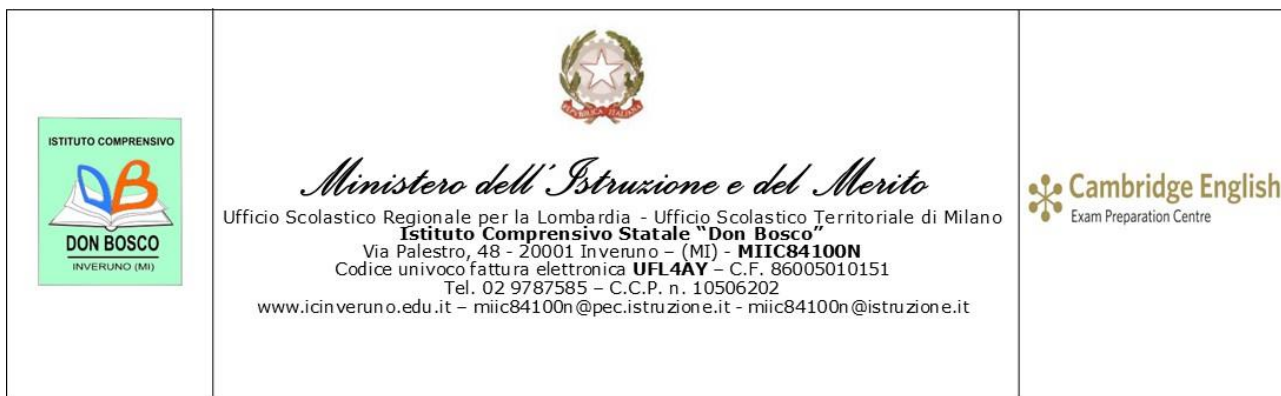 ISTITUTO COMPRENSIVO
DB
DON BOSCO
INVERUNO (MI)
REPVBBLICA ITALIANA
Ministero dell'Istruzione e del Merito
Ufficio Scolastico Regionale per la Lombardia - Ufficio Scolastico Territoriale di Milano
Istituto Comprensivo Statale “Don Bosco”
Via Palestro, 48 - 20001 Inveruno – (MI) - MIIC84100N
Codice univoco fattura elettronica UFL4AY – C.F. 86005010151
Tel. 02 9787585 – C.C.P. n. 10506202
www.icinveruno.edu.it – miic84100n@pec.istruzione.it - miic84100n@istruzione.it
Cambridge English
Exam Preparation Centre